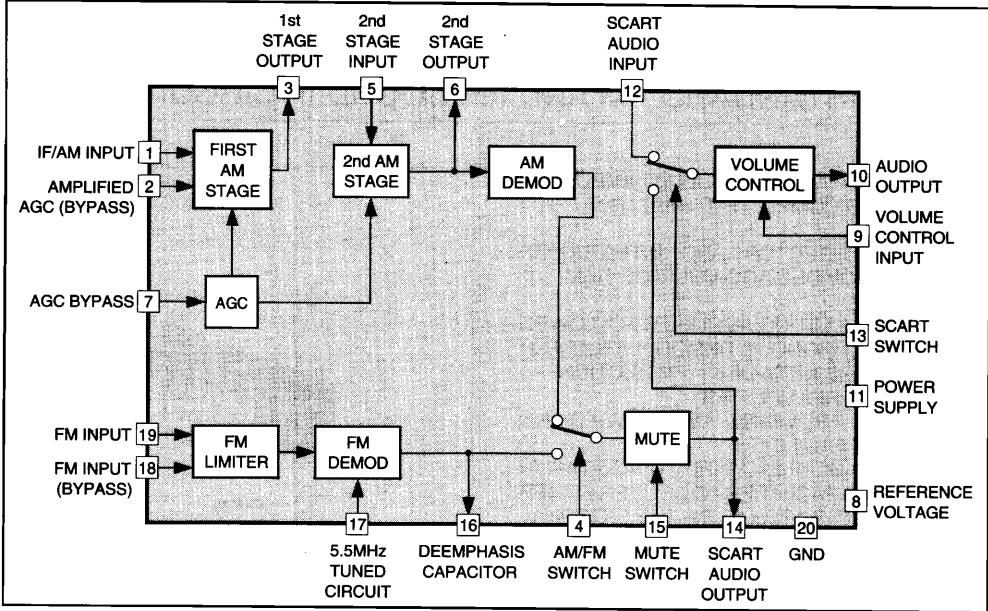 1st STAGE OUTPUT
2nd STAGE INPUT
2nd STAGE OUTPUT
SCART AUDIO INPUT
3
5
6
12
IF/AM INPUT
1
AMPLIFIED AGC (BYPASS)
2
FIRST AM STAGE
2nd AM STAGE
AM DEMOD
VOLUME CONTROL
10
AUDIO OUTPUT
9
VOLUME CONTROL INPUT
AGC BYPASS
7
AGC
13
SCART SWITCH
11
POWER SUPPLY
FM INPUT
19
FM INPUT (BYPASS)
18
FM LIMITER
FM DEMOD
MUTE
8
REFERENCE VOLTAGE
17
16
4
15
14
20
5.5MHz TUNED CIRCUIT
DEEMPHASIS CAPACITOR
AM/FM SWITCH
MUTE SWITCH
SCART AUDIO OUTPUT
GND